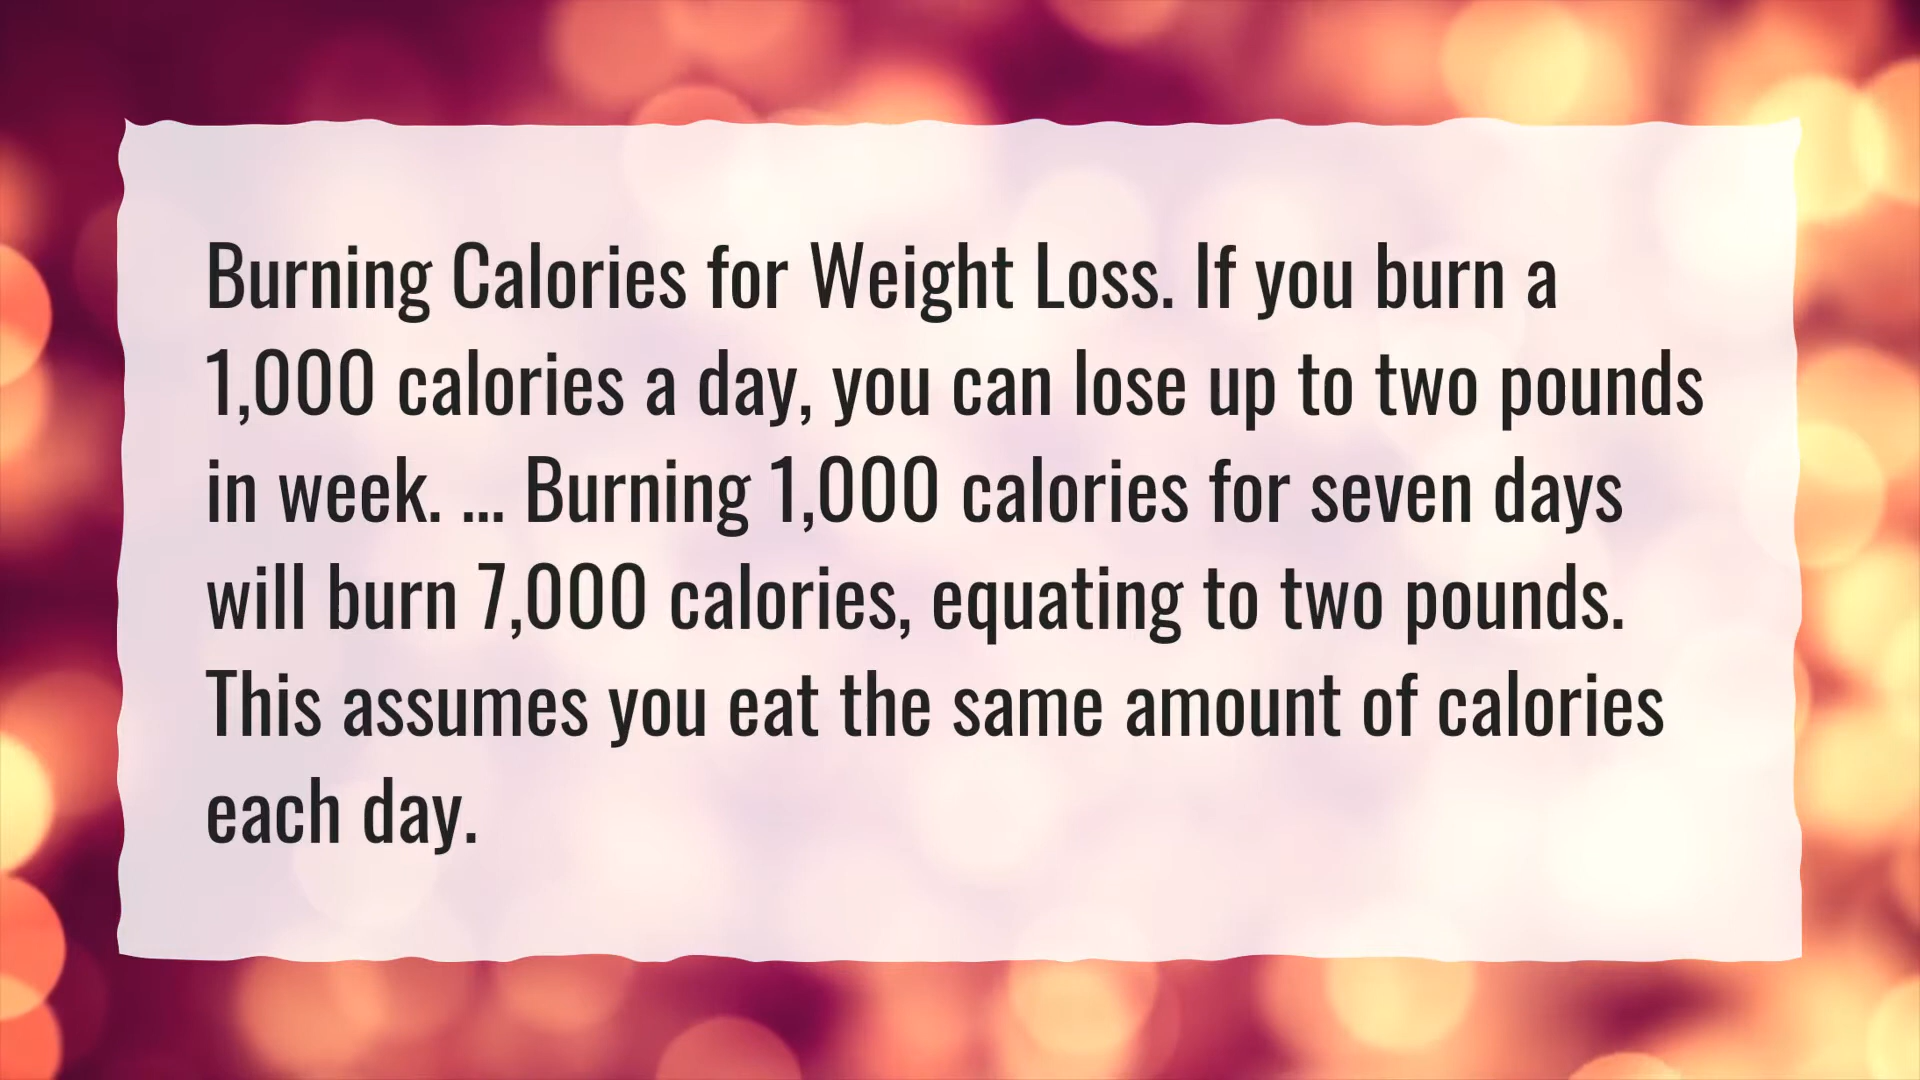 Burning Calories for Weight Loss. If you burn a
1,000 calories a day, you can lose up to two pounds
in week. ... Burning 1,000 calories for seven days
will burn 7,000 calories, equating to two pounds.
This assumes you eat the same amount of calories
each day.